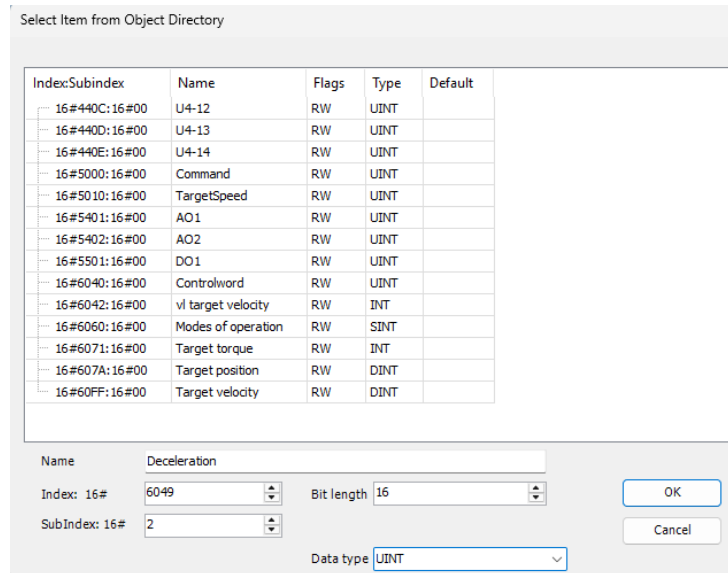 Select Item from Object Directory
Index:Subindex Name Flags Type Default
16#440C:16#00 U4-12 RW UINT
16#440D:16#00 U4-13 RW UINT
16#440E:16#00 U4-14 RW UINT
16#5000:16#00 Command RW UINT
16#5010:16#00 TargetSpeed RW UINT
16#5401:16#00 AO1 RW UINT
16#5402:16#00 AO2 RW UINT
16#5501:16#00 DO1 RW UINT
16#6040:16#00 Controlword RW UINT
16#6042:16#00 vl target velocity RW INT
16#6060:16#00 Modes of operation RW SINT
16#6071:16#00 Target torque RW INT
16#607A:16#00 Target position RW DINT
16#60FF:16#00 Target velocity RW DINT
Name Deceleration
Index: 16# 6049 Bit length 16 OK
SubIndex: 16# 2 Cancel
Data type UINT